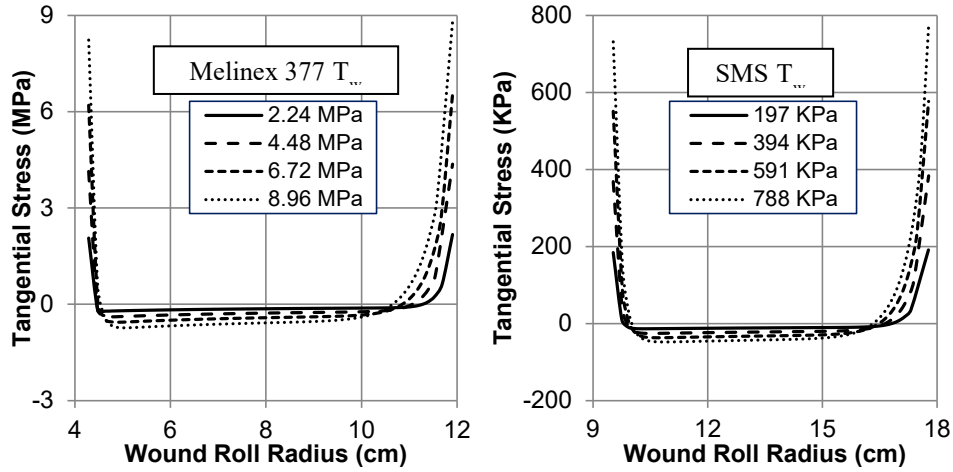 9
6
3
0
-3
4
6
8
10
12
Tangential Stress (MPa)
Wound Roll Radius (cm)
Melinex 377 T_w
2.24 MPa
4.48 MPa
6.72 MPa
8.96 MPa
800
600
400
200
0
-200
9
12
15
18
Tangential Stress (KPa)
Wound Roll Radius (cm)
SMS T_w
197 KPa
394 KPa
591 KPa
788 KPa